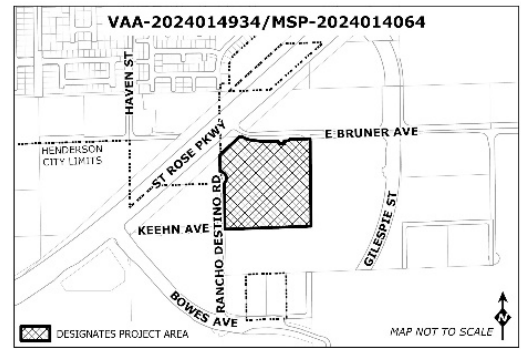 VAA-2024014934/MSP-2024014064
HAVEN ST
E BRUNER AVE
HENDERSON
CITY LIMITS
ST ROSE PKWY
RANCHO DESTINO RD
GILESPIE ST
KEEHN AVE
BOWES AVE
DESIGNATES PROJECT AREA
MAP NOT TO SCALE
N